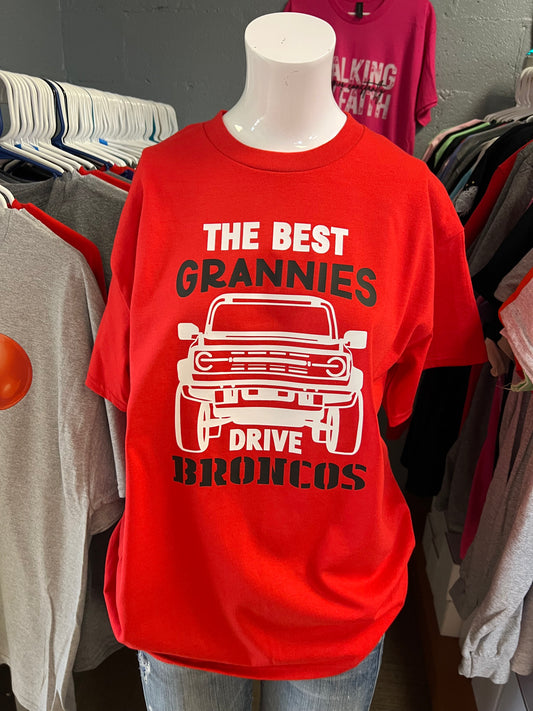 THE BEST
GRANNIES
DRIVE
BRONCOS
ALKING
FAITH